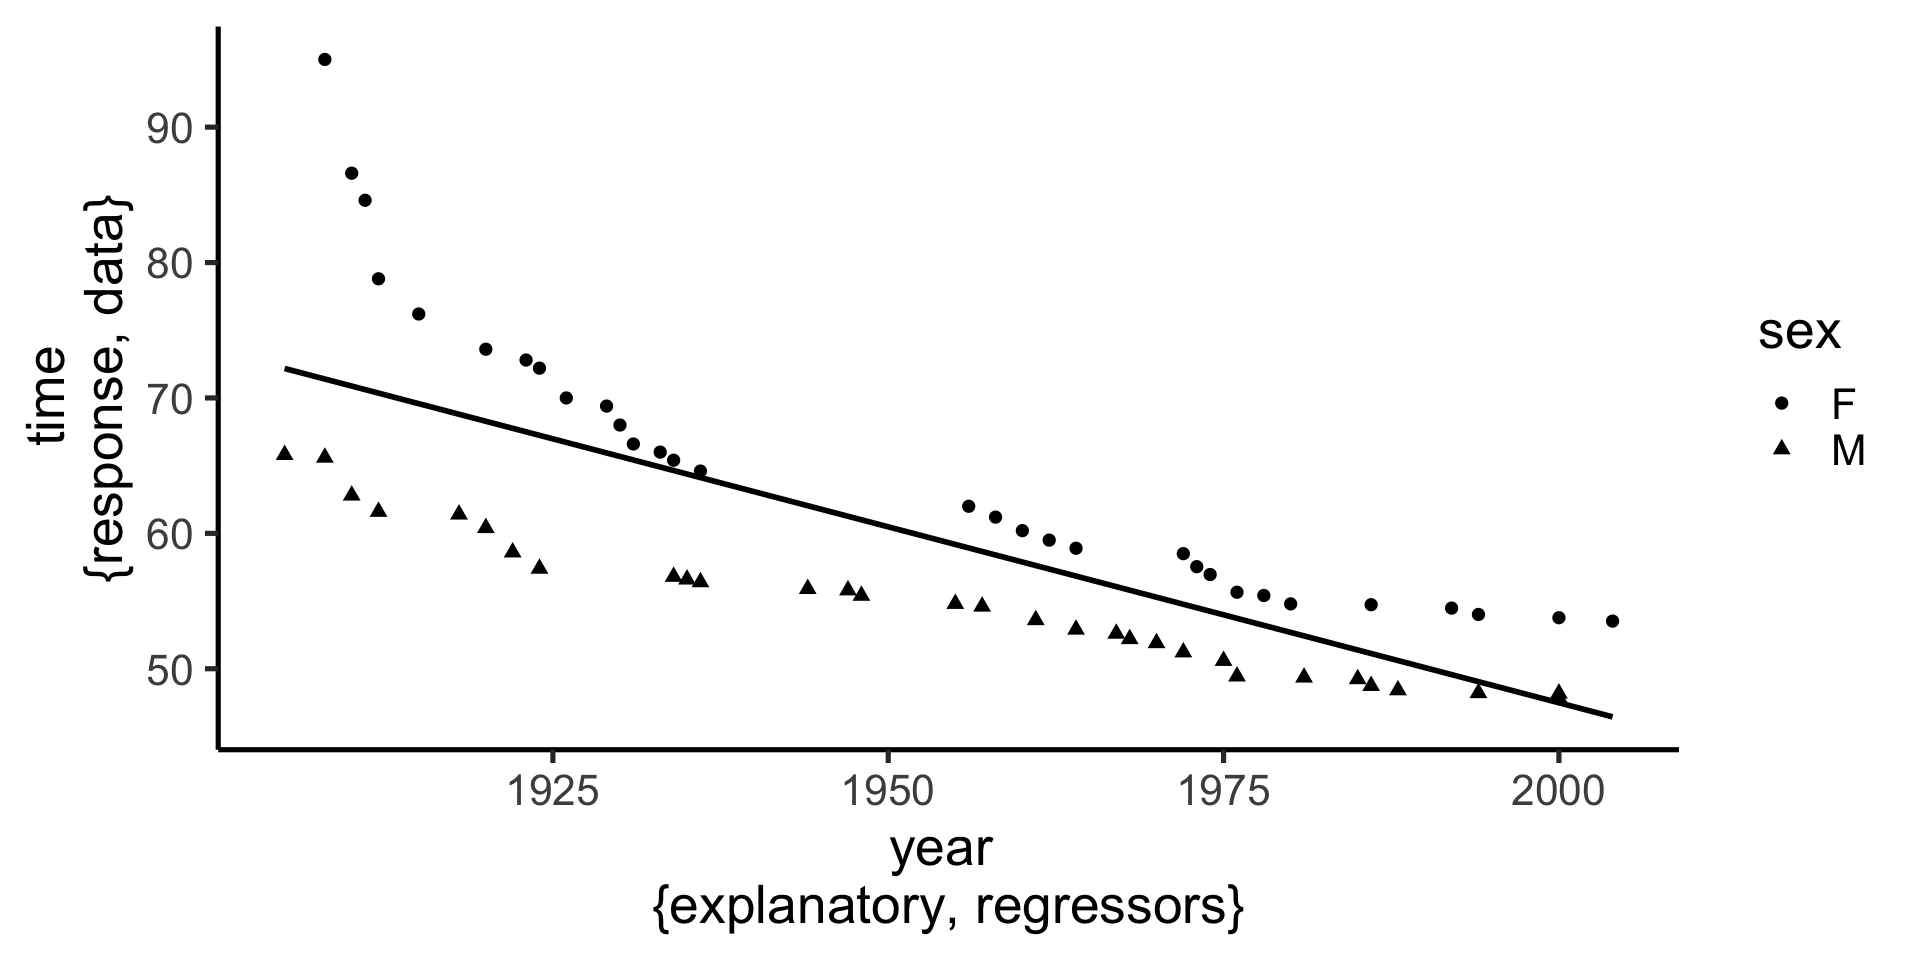 90
80
70
60
50
time
{response, data}
1925
1950
1975
2000
year
{explanatory, regressors}
sex
F
M